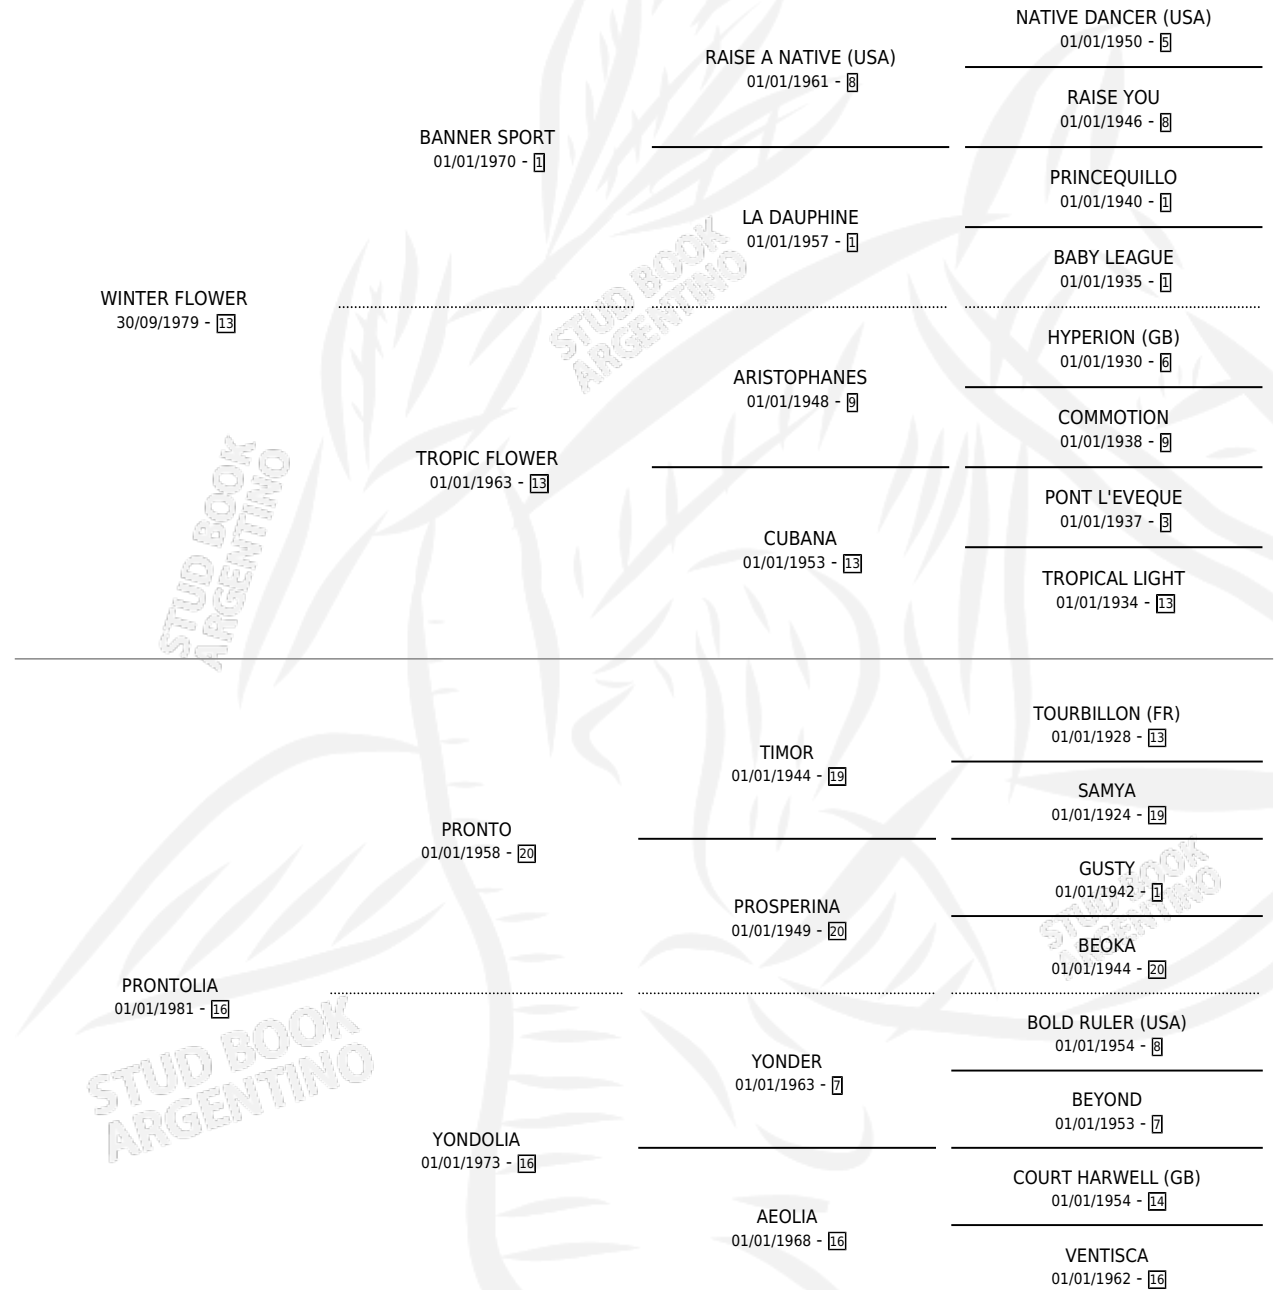 NATIVE DANCER (USA)
01/01/1950 - 5
RAISE A NATIVE (USA)
01/01/1961 - 8
RAISE YOU
01/01/1946 - 8
BANNER SPORT
01/01/1970 - 1
PRINCEQUILLO
01/01/1940 - 1
LA DAUPHINE
01/01/1957 - 1
BABY LEAGUE
01/01/1935 - 1
WINTER FLOWER
30/09/1979 - 13
HYPERION (GB)
01/01/1930 - 6
ARISTOPHANES
01/01/1948 - 9
COMMOTION
01/01/1938 - 9
TROPIC FLOWER
01/01/1963 - 13
PONT L'EVEQUE
01/01/1937 - 3
CUBANA
01/01/1953 - 13
TROPICAL LIGHT
01/01/1934 - 13
STUD BOOK
ARGENTINO
STUD BOOK
ARGENTINO
TOURBILLON (FR)
01/01/1928 - 13
TIMOR
01/01/1944 - 19
SAMYA
01/01/1924 - 19
PRONTO
01/01/1958 - 20
GUSTY
01/01/1942 - 1
PROSPERINA
01/01/1949 - 20
BEOKA
01/01/1944 - 20
PRONTOLIA
01/01/1981 - 16
BOLD RULER (USA)
01/01/1954 - 8
YONDER
01/01/1963 - 7
BEYOND
01/01/1953 - 7
YONDOLIA
01/01/1973 - 16
COURT HARWELL (GB)
01/01/1954 - 14
AEOLIA
01/01/1968 - 16
VENTISCA
01/01/1962 - 16
STUD BOOK
ARGENTINO
STUD BOOK
ARGENTINO